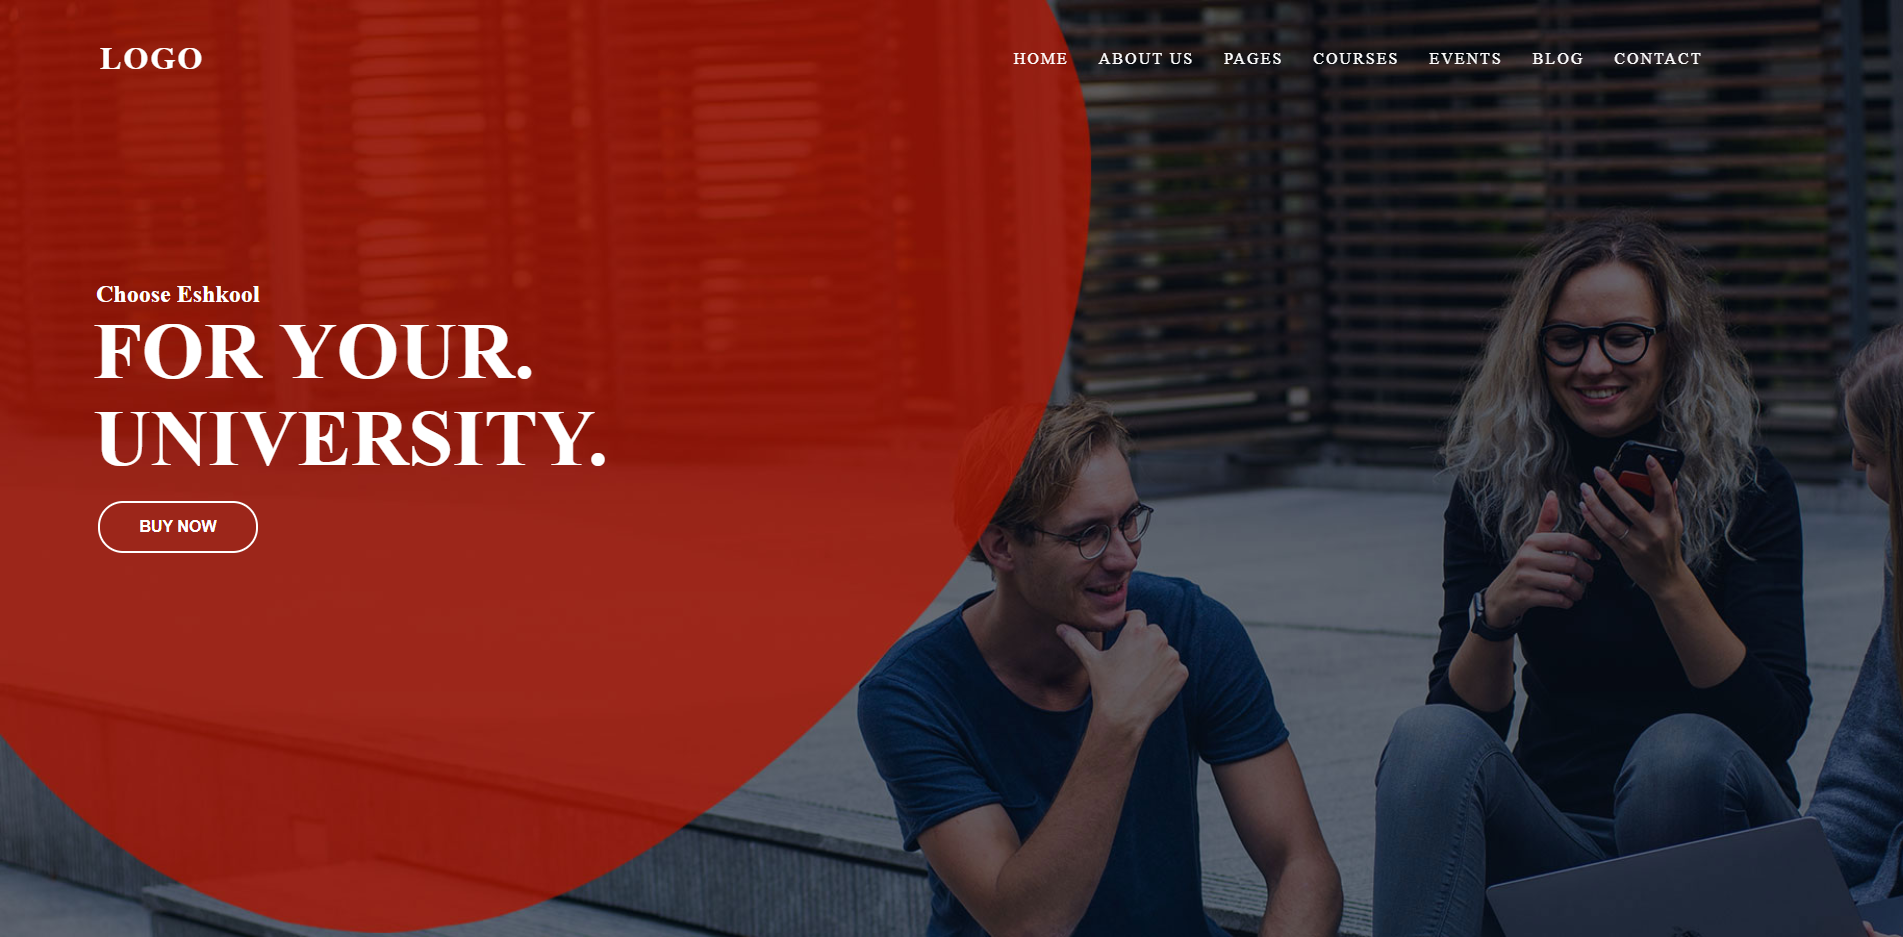 LOGO
HOME ABOUT US PAGES COURSES EVENTS BLOG CONTACT
Choose Eshkool
FOR YOUR.
UNIVERSITY.
BUY NOW